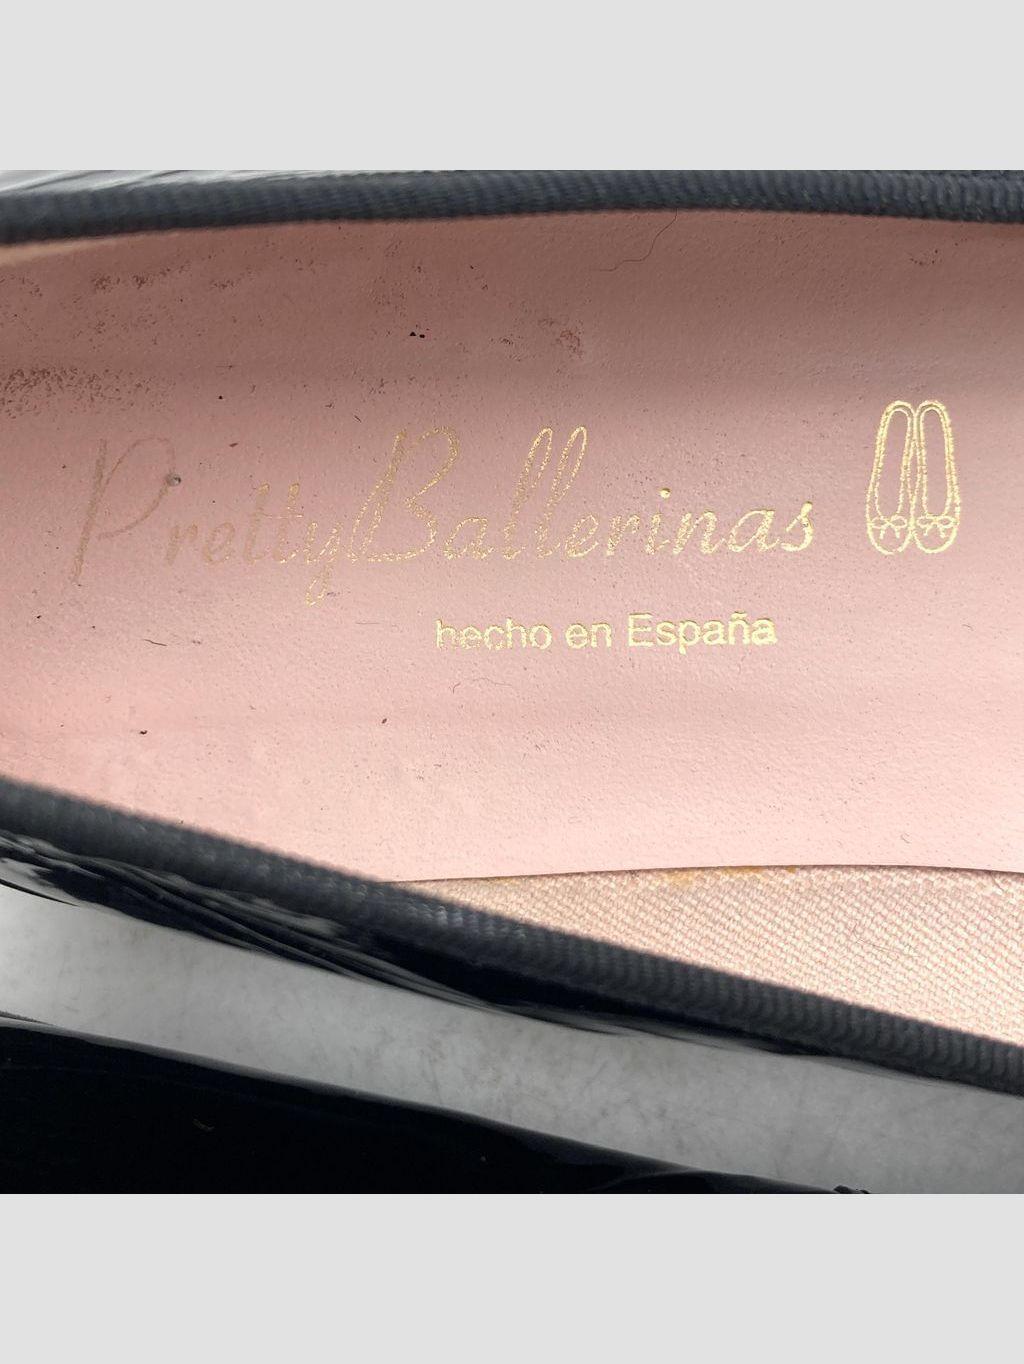 PrettyBallerinas
hecho en España